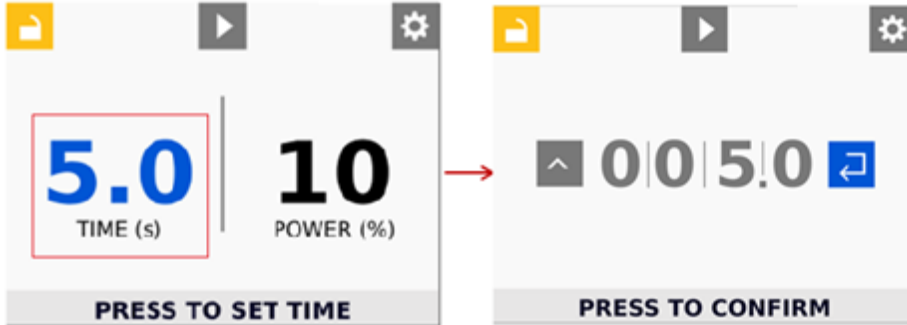 5.0 10
TIME (s) POWER (%)
PRESS TO SET TIME
0 0 5.0
PRESS TO CONFIRM